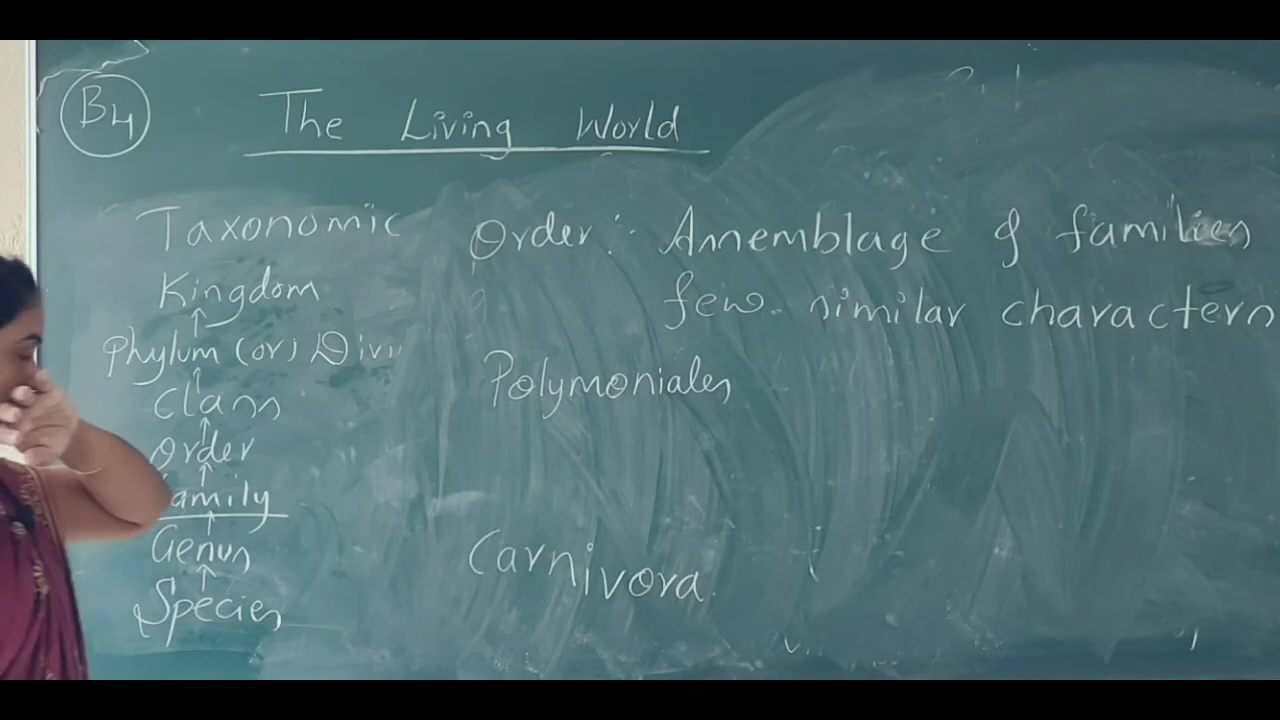 B4
The Living World
Taxonomic
Kingdom
Phylum (or) Divi
Class
Order
Family
Genus
Species
Order :- Assemblage of families
few. similar characters
Polymoniales
Carnivora